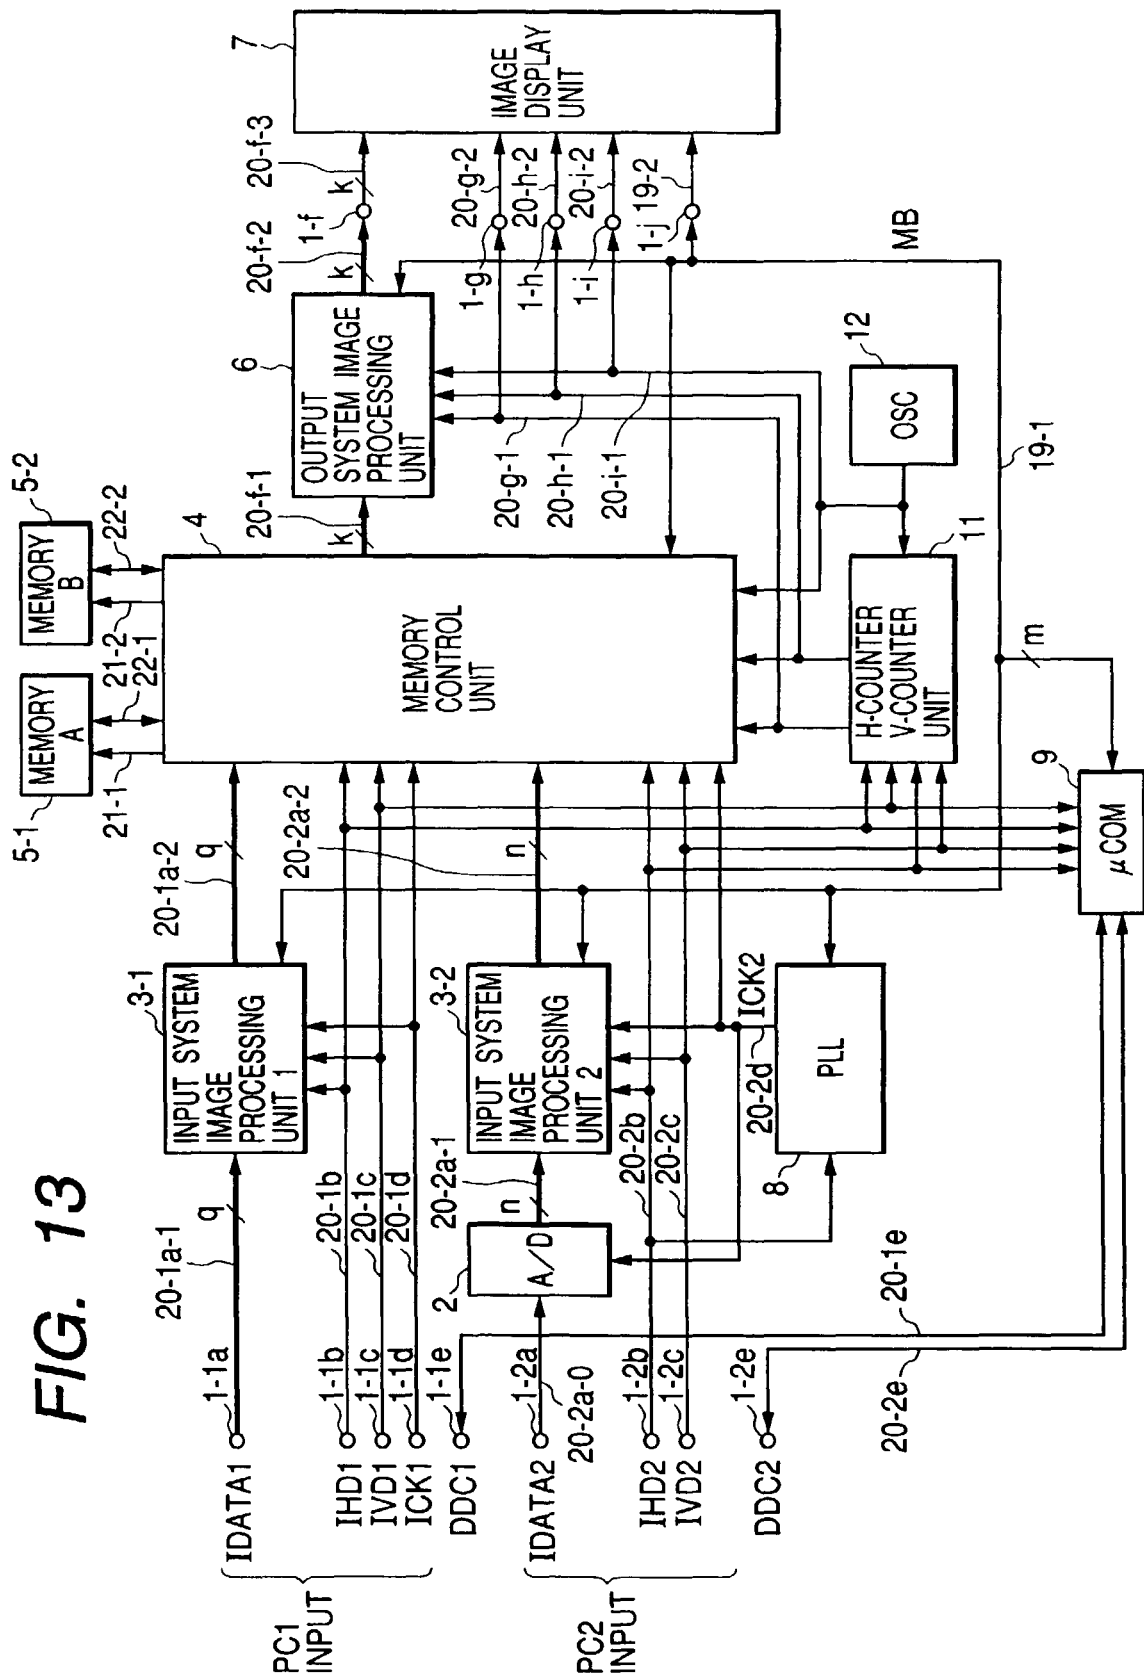 FIG. 13
PC1
INPUT
IDATA1
1-1a
20-1a-1
q
IHD1
1-1b
20-1b
IVD1
1-1c
20-1c
ICK1
1-1d
20-1d
DDC1
1-1e
PC2
INPUT
IDATA2
1-2a
20-2a-0
IHD2
1-2b
20-2b
IVD2
1-2c
20-2c
DDC2
1-2e
20-2e
20-1e
2
A/D
20-2a-1
n
3-1
INPUT SYSTEM
IMAGE
PROCESSING
UNIT 1
3-2
INPUT SYSTEM
IMAGE
PROCESSING
UNIT 2
20-2d
ICK2
8
PLL
20-1a-2
q
20-2a-2
n
5-1
MEMORY
A
21-1
22-1
5-2
MEMORY
B
21-2
22-2
4
MEMORY
CONTROL
UNIT
9
μCOM
m
11
H-COUNTER
V-COUNTER
UNIT
12
OSC
19-1
MB
20-f-1
k
6
OUTPUT
SYSTEM IMAGE
PROCESSING
UNIT
20-g-1
20-h-1
20-i-1
20-f-2
k
1-f
20-f-3
k
1-g
20-g-2
1-h
20-h-2
1-i
20-i-2
1-j
19-2
7
IMAGE
DISPLAY
UNIT